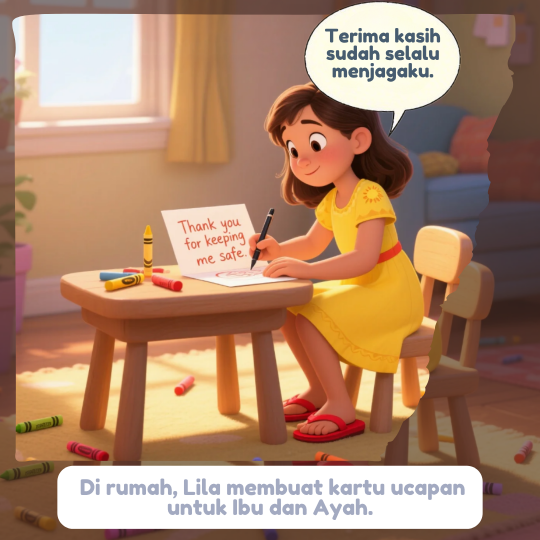 Terima kasih
sudah selalu
menjagaku.
Thank you
for keeping
me safe.
Di rumah, Lila membuat kartu ucapan
untuk Ibu dan Ayah.